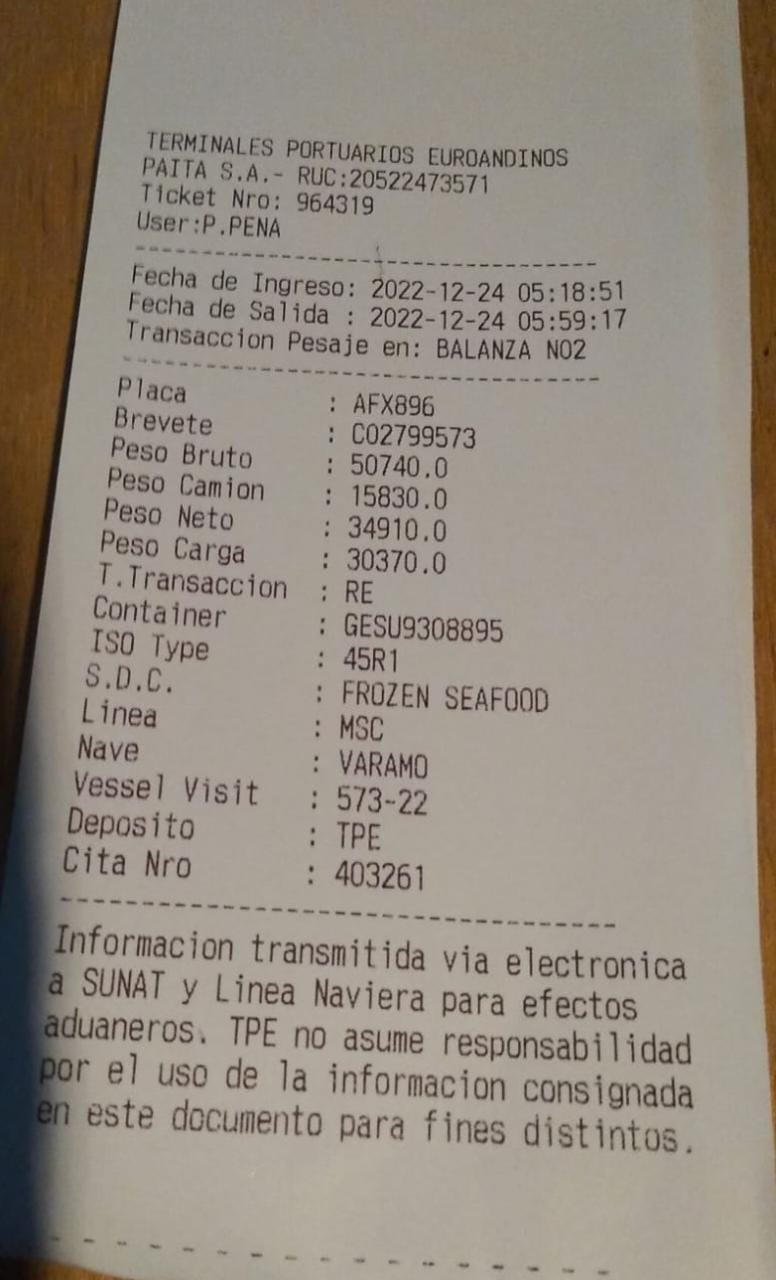 TERMINALES PORTUARIOS EUROANDINOS
PAITA S.A.- RUC:20522473571
Ticket Nro: 964319
User:P.PENA
--------------------------------
Fecha de Ingreso: 2022-12-24 05:18:51
Fecha de Salida : 2022-12-24 05:59:17
Transaccion Pesaje en: BALANZA NO2
--------------------------------
Placa : AFX896
Brevete : C02799573
Peso Bruto : 50740.0
Peso Camion : 15830.0
Peso Neto : 34910.0
Peso Carga : 30370.0
T.Transaccion : RE
Container : GESU9308895
ISO Type : 45R1
S.D.C. : FROZEN SEAFOOD
Linea : MSC
Nave : VARAMO
Vessel Visit : 573-22
Deposito : TPE
Cita Nro : 403261
--------------------------------
Informacion transmitida via electronica
a SUNAT y Linea Naviera para efectos
aduaneros. TPE no asume responsabilidad
por el uso de la informacion consignada
en este documento para fines distintos.